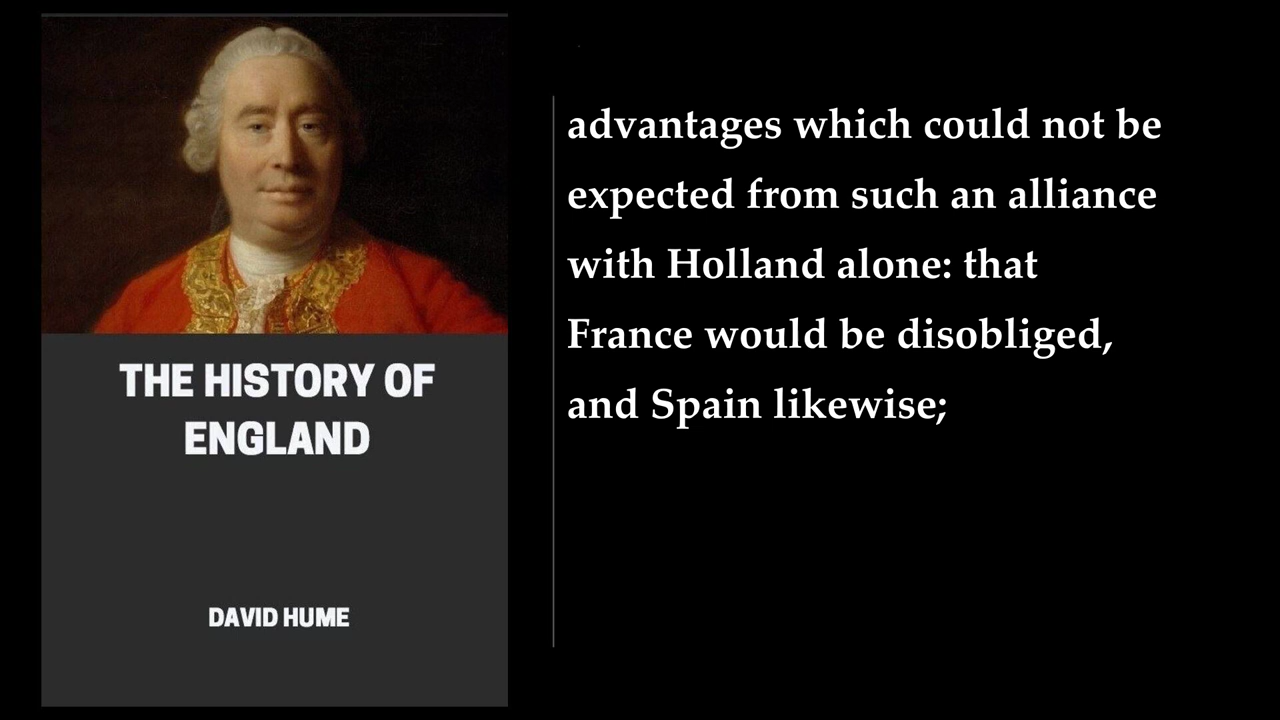 THE HISTORY OF
ENGLAND
DAVID HUME
advantages which could not be
expected from such an alliance
with Holland alone: that
France would be disobliged,
and Spain likewise;